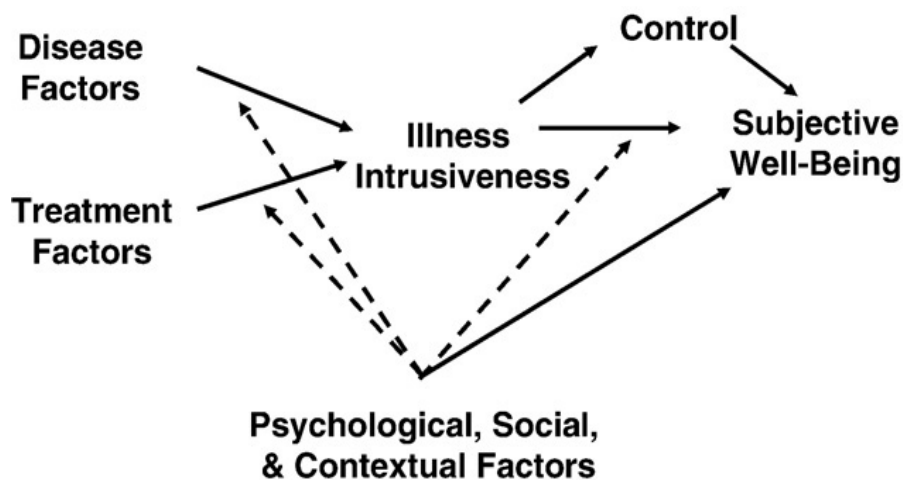 Disease
Factors
Control
Illness
Intrusiveness
Subjective
Well-Being
Treatment
Factors
Psychological, Social,
& Contextual Factors